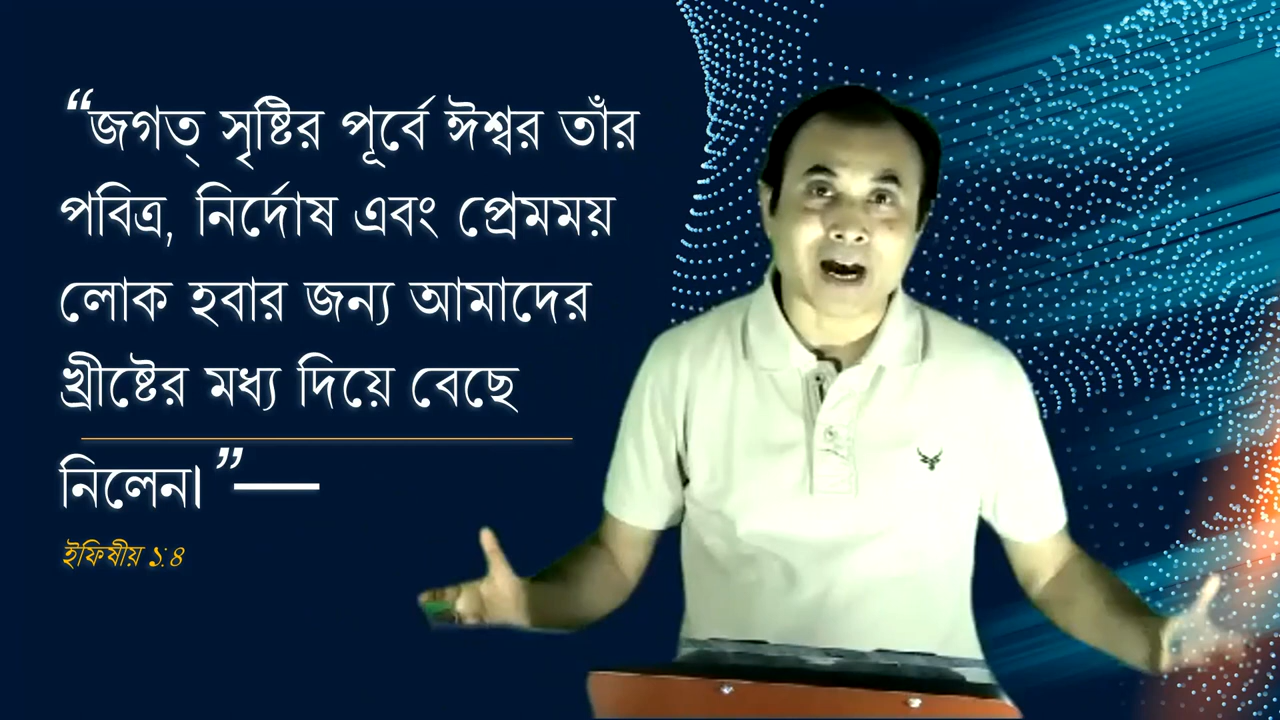 “জগত্ সৃষ্টির পূর্বে ঈশ্বর তাঁর
পবিত্র, নির্দোষ এবং প্রেমময়
লোক হবার জন্য আমাদের
খ্রীষ্টের মধ্য দিয়ে বেছে
নিলেন।”—
ইফিষীয় ১:৪